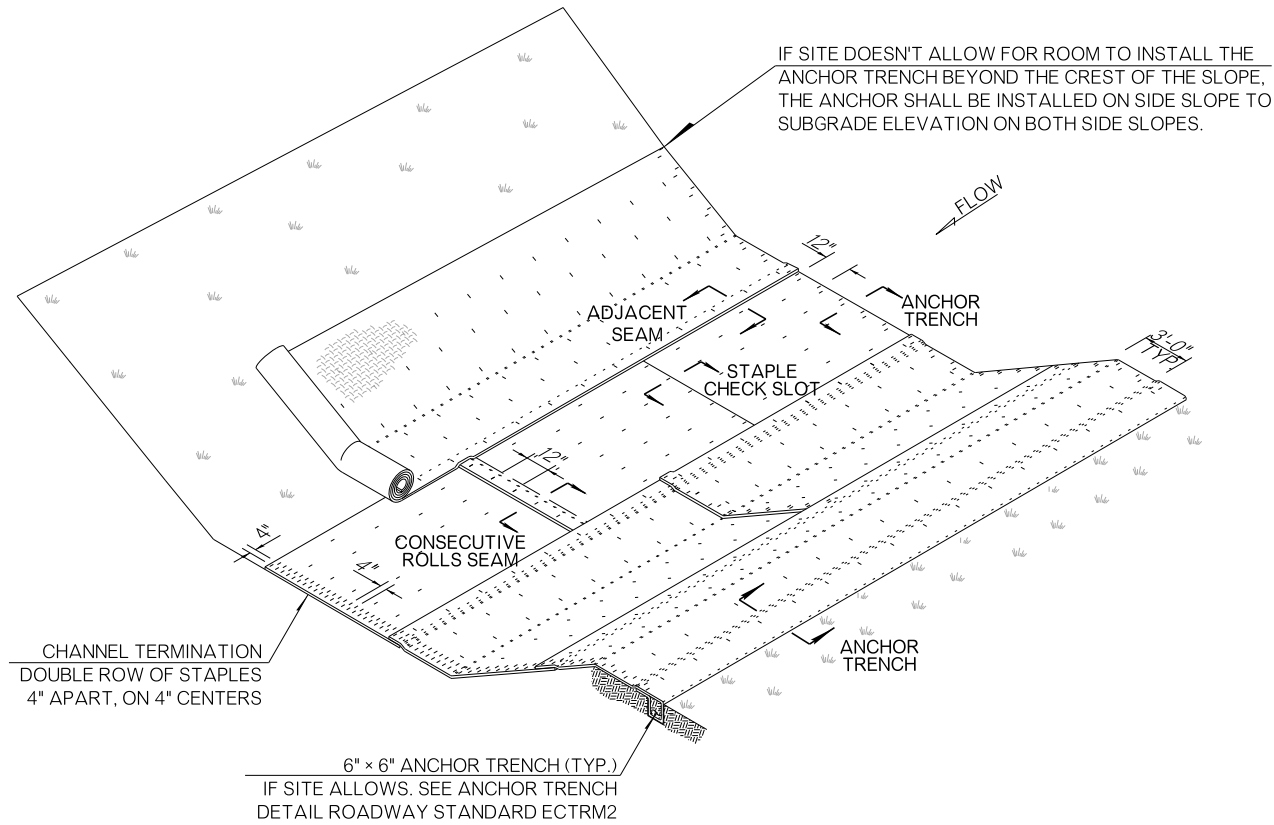 IF SITE DOESN'T ALLOW FOR ROOM TO INSTALL THE
ANCHOR TRENCH BEYOND THE CREST OF THE SLOPE,
THE ANCHOR SHALL BE INSTALLED ON SIDE SLOPE TO
SUBGRADE ELEVATION ON BOTH SIDE SLOPES.
FLOW
12"
ANCHOR
TRENCH
ADJACENT
SEAM
3'-0"
TYP.
STAPLE
CHECK SLOT
12"
4"
CONSECUTIVE
ROLLS SEAM
4"
CHANNEL TERMINATION
DOUBLE ROW OF STAPLES
4" APART, ON 4" CENTERS
ANCHOR
TRENCH
6" × 6" ANCHOR TRENCH (TYP.)
IF SITE ALLOWS. SEE ANCHOR TRENCH
DETAIL ROADWAY STANDARD ECTRM2